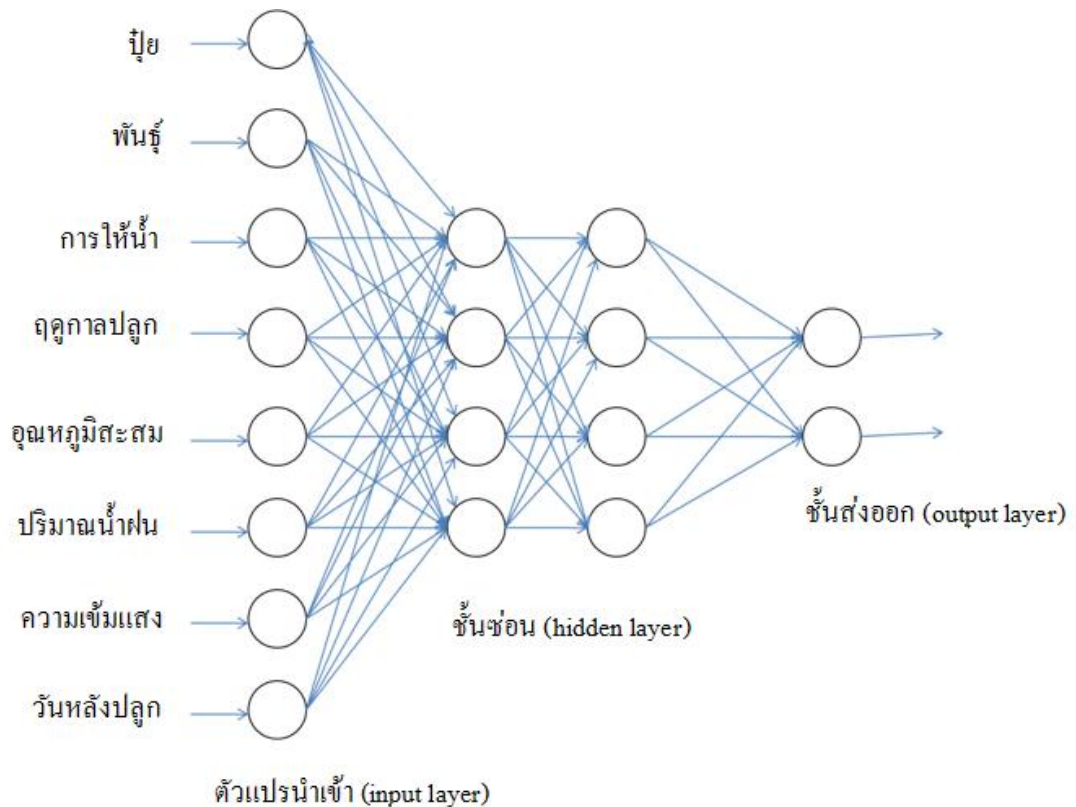 ปุ๋ย
พันธุ์
การให้น้ำ
ฤดูกาลปลูก
อุณหภูมิสะสม
ปริมาณน้ำฝน
ความเข้มแสง
วันหลังปลูก
ตัวแปรนำเข้า (input layer)
ชั้นซ่อน (hidden layer)
ชั้นส่งออก (output layer)